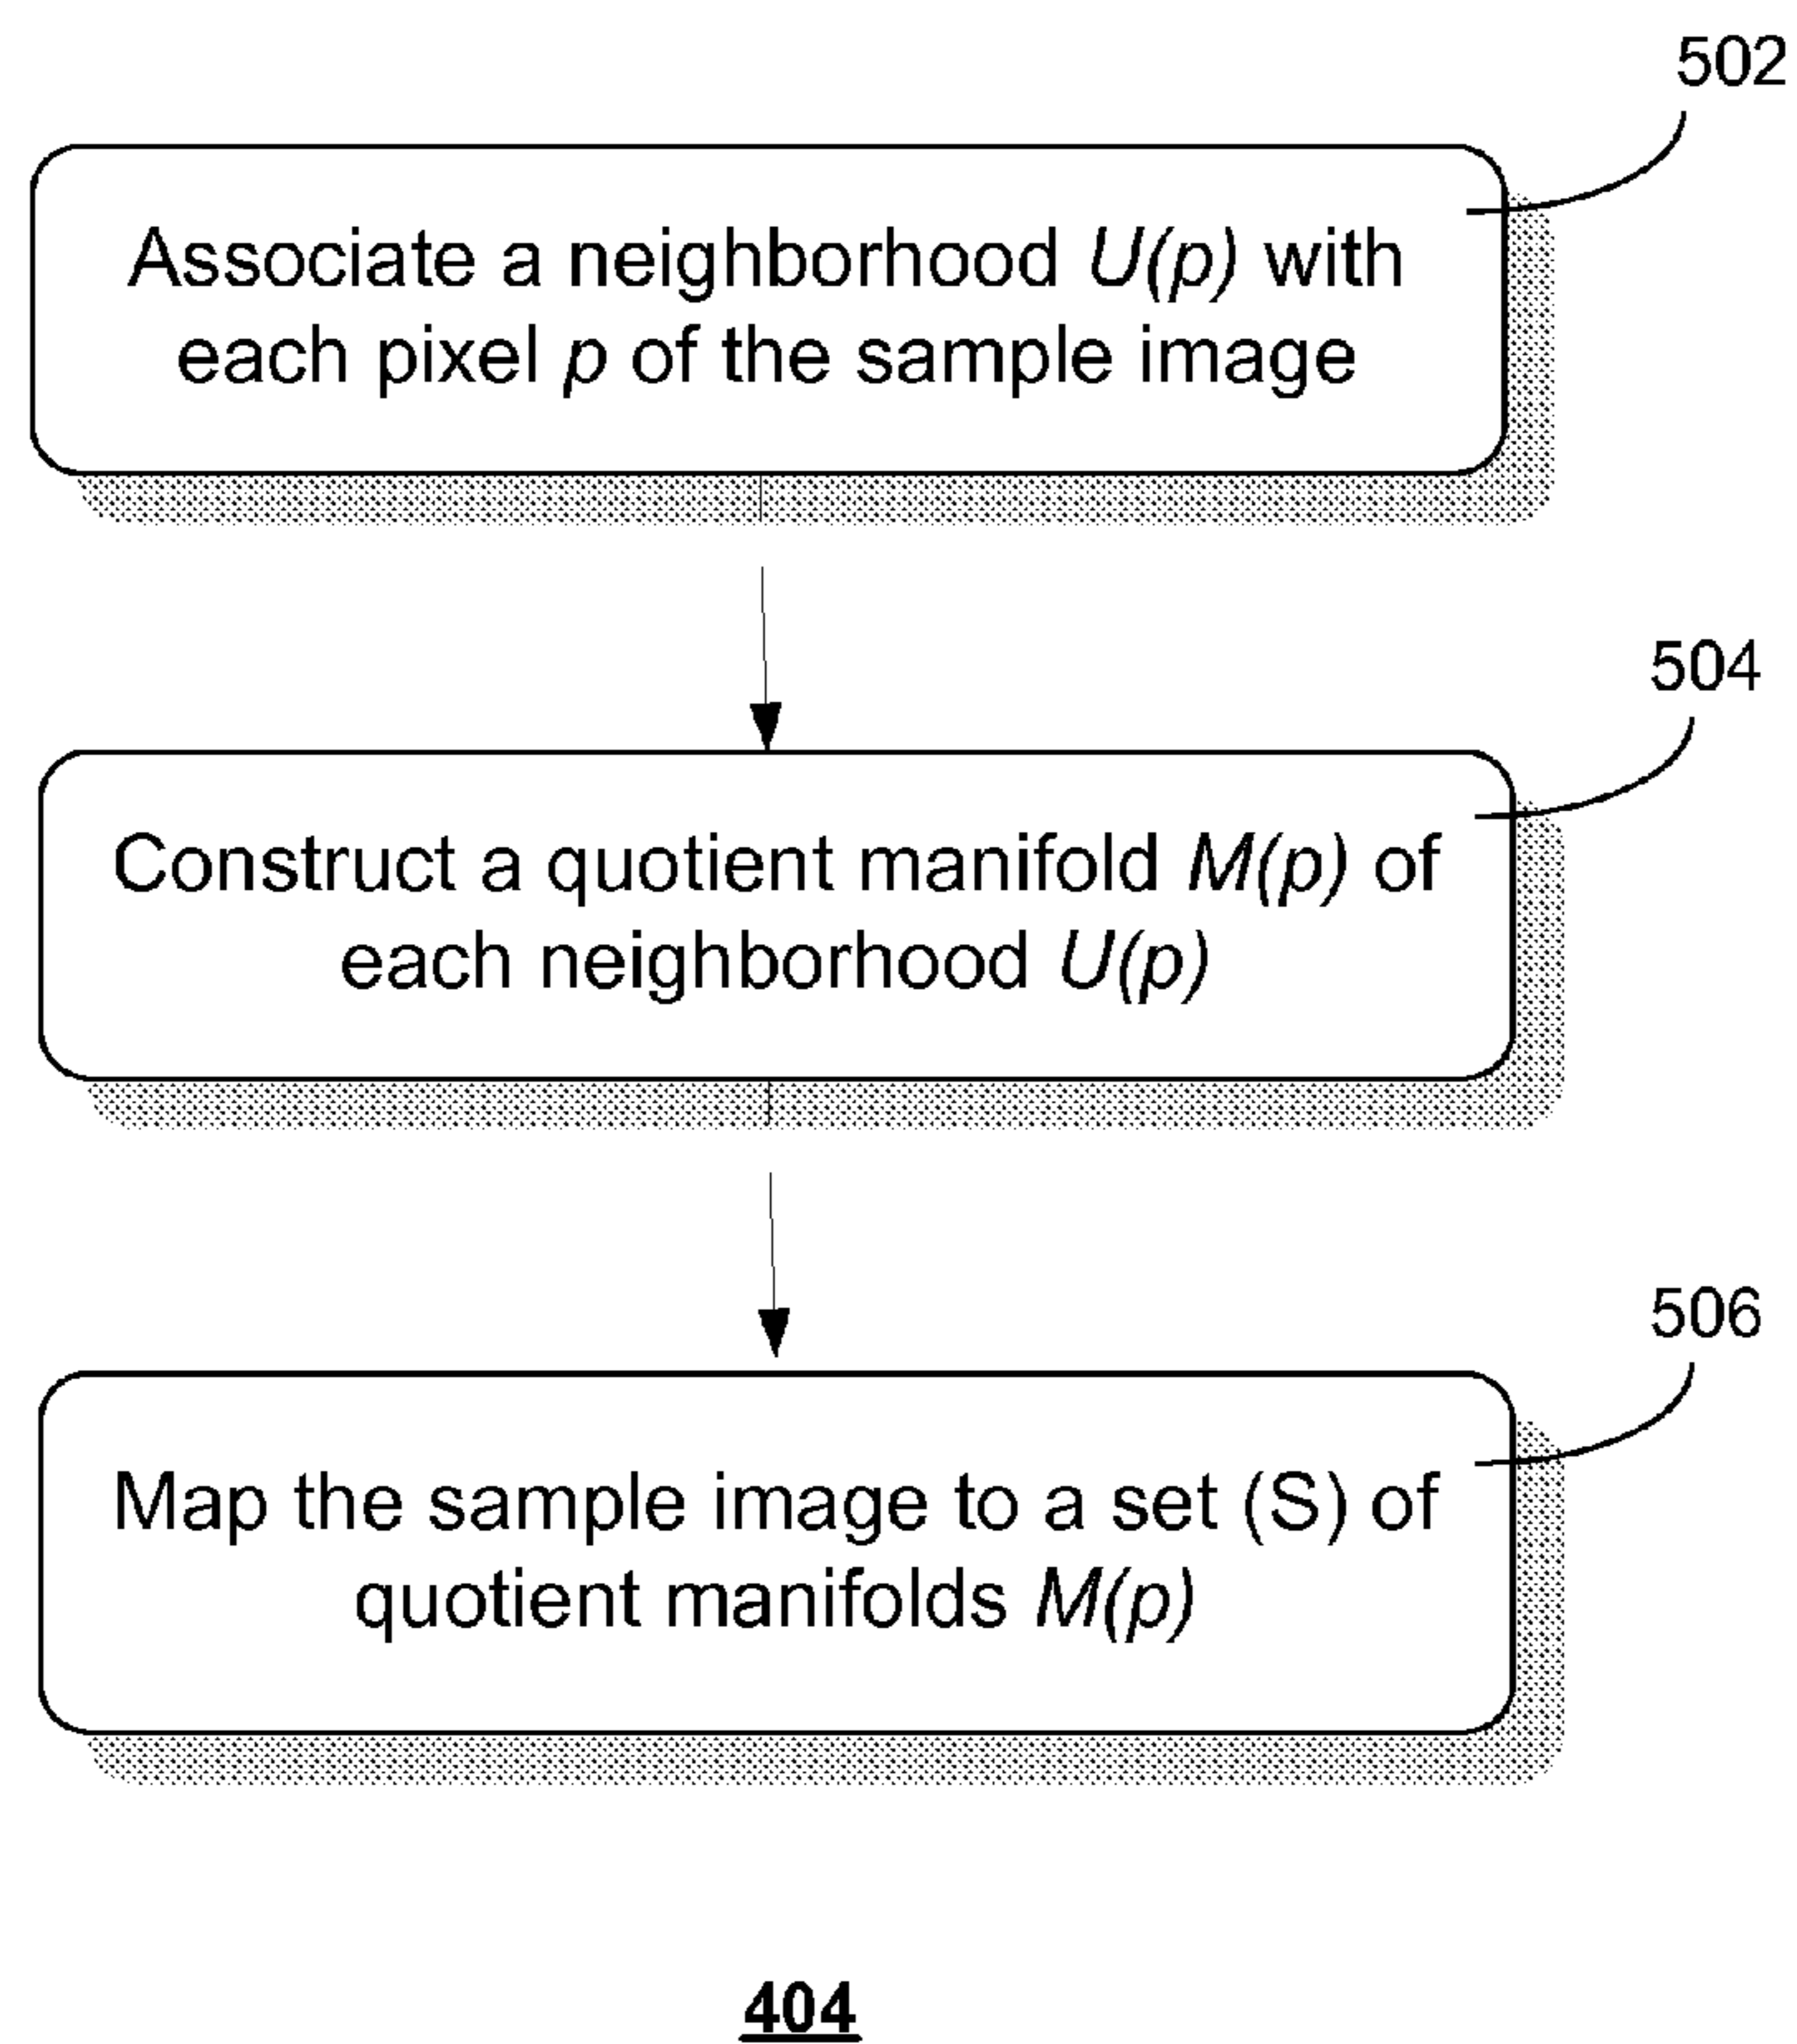 502
Associate a neighborhood U(p) with
each pixel p of the sample image
504
Construct a quotient manifold M(p) of
each neighborhood U(p)
506
Map the sample image to a set (S) of
quotient manifolds M(p)
404